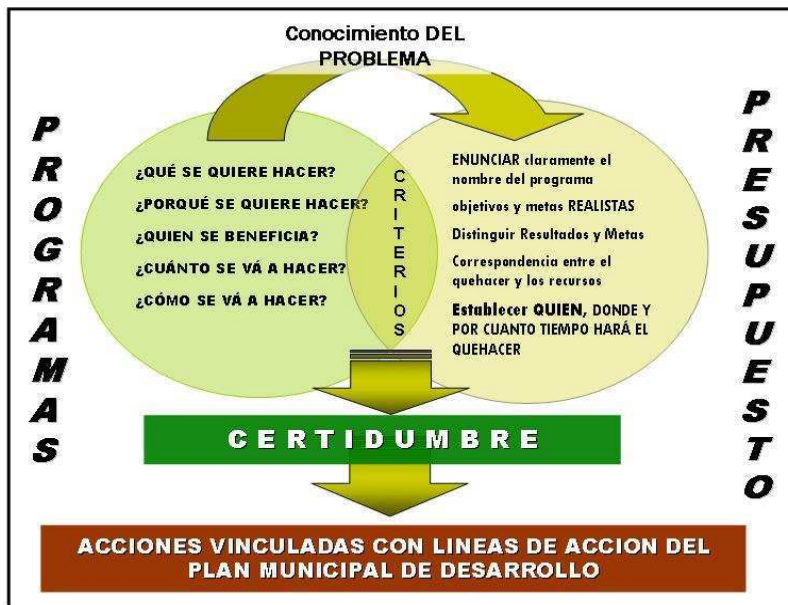 Conocimiento DEL
PROBLEMA
PROGRAMAS
¿QUÉ SE QUIERE HACER?
¿PORQUÉ SE QUIERE HACER?
¿QUIEN SE BENEFICIA?
¿CUÁNTO SE VÁ A HACER?
¿CÓMO SE VÁ A HACER?
CRITERIOS
ENUNCIAR claramente el
nombre del programa
objetivos y metas REALISTAS
Distinguir Resultados y Metas
Correspondencia entre el
quehacer y los recursos
Establecer QUIEN, DONDE Y
POR CUANTO TIEMPO HARÁ EL
QUEHACER
PRESUPUESTO
CERTIDUMBRE
ACCIONES VINCULADAS CON LINEAS DE ACCION DEL
PLAN MUNICIPAL DE DESARROLLO